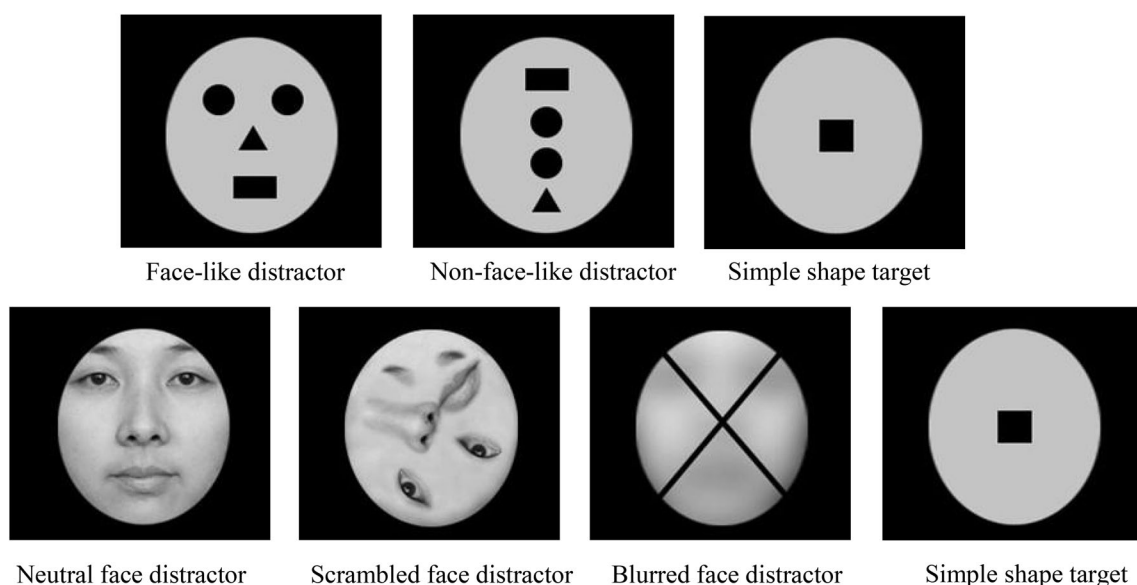 Face-like distractor
Non-face-like distractor
Simple shape target
Neutral face distractor
Scrambled face distractor
Blurred face distractor
Simple shape target